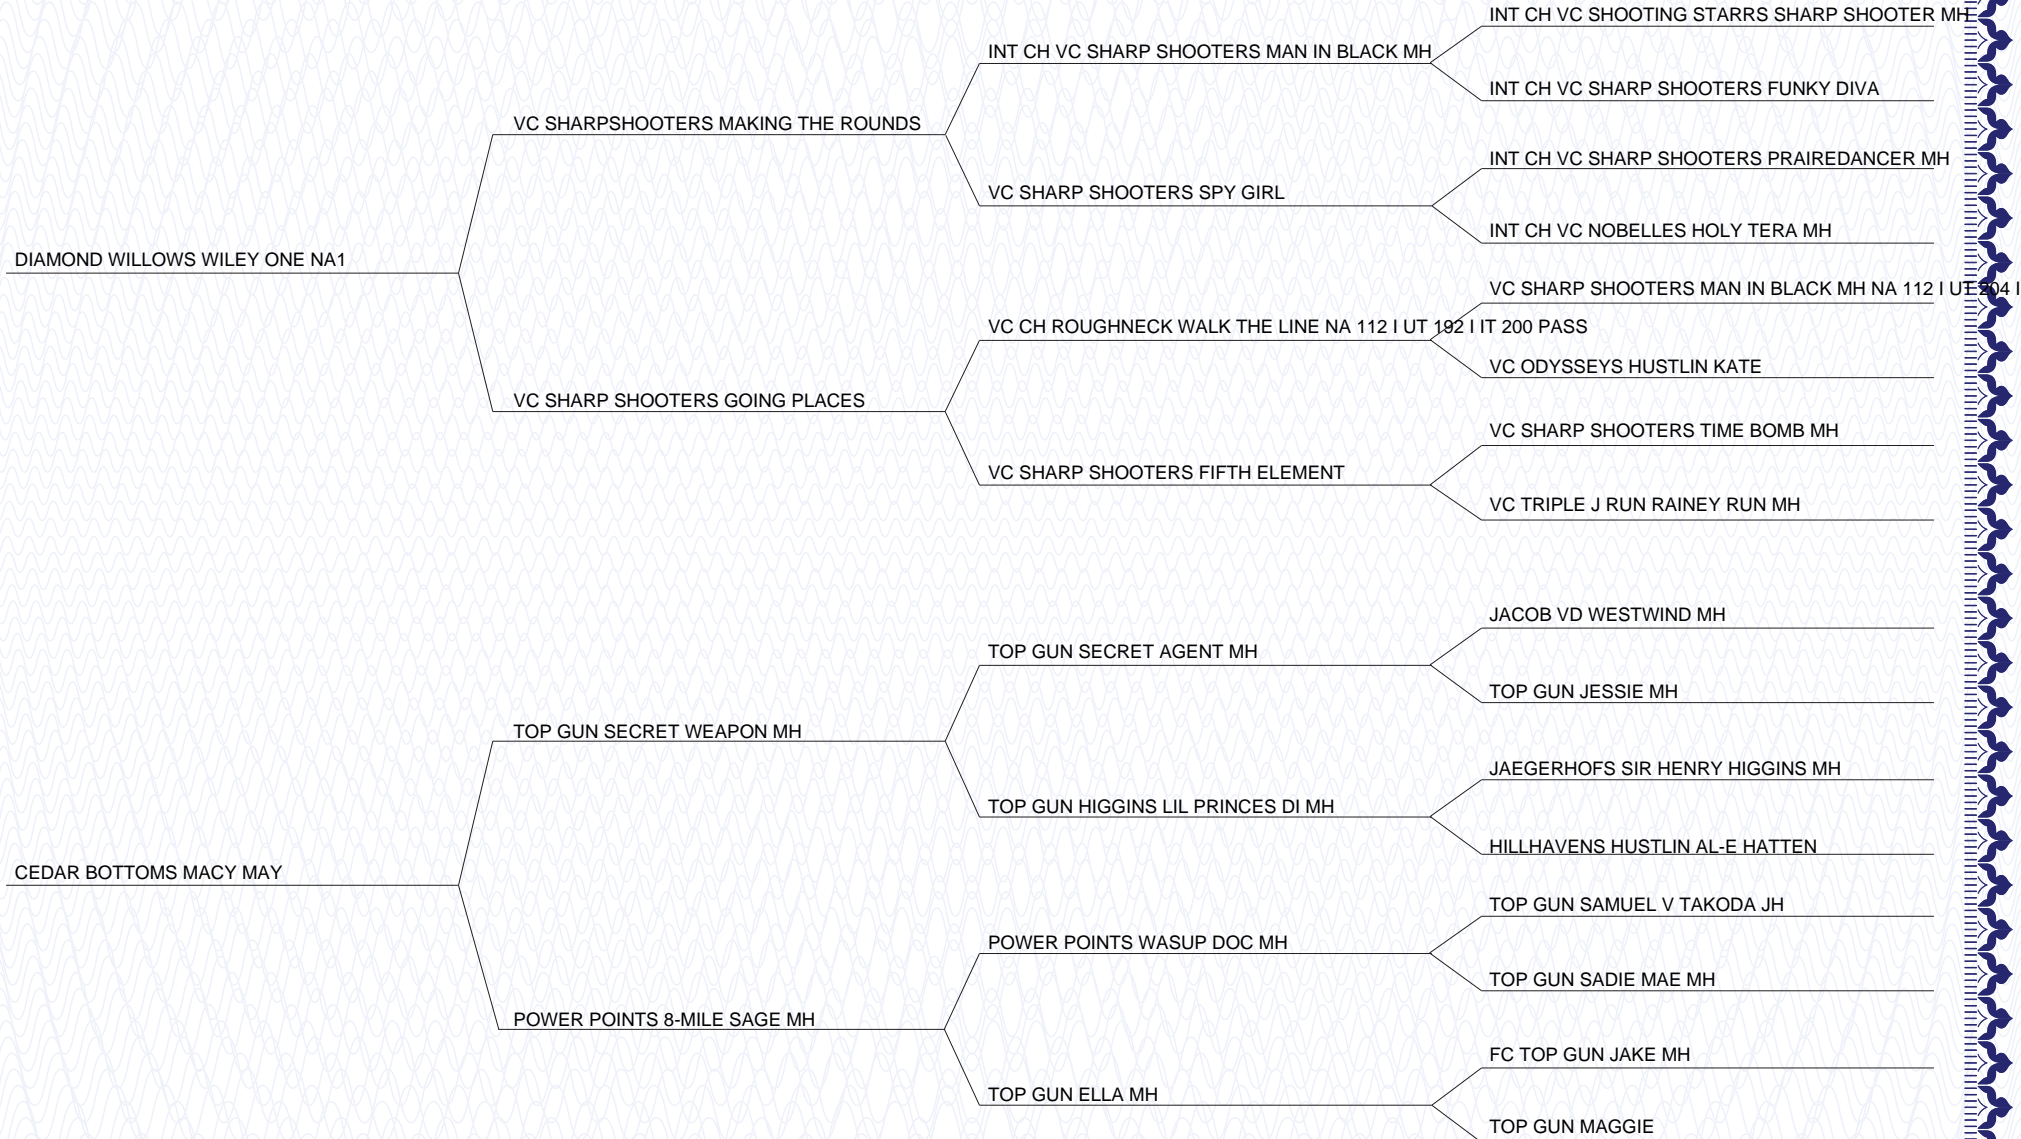 INT CH VC SHOOTING STARRS SHARP SHOOTER MH
INT CH VC SHARP SHOOTERS MAN IN BLACK MH
INT CH VC SHARP SHOOTERS FUNKY DIVA
VC SHARPSHOOTERS MAKING THE ROUNDS
INT CH VC SHARP SHOOTERS PRAIREDANCER MH
VC SHARP SHOOTERS SPY GIRL
INT CH VC NOBELLES HOLY TERA MH
DIAMOND WILLOWS WILEY ONE NA1
VC SHARP SHOOTERS MAN IN BLACK MH NA 112 I UT 204 I
VC CH ROUGHNECK WALK THE LINE NA 112 I UT 192 I IT 200 PASS
VC ODYSSEYS HUSTLIN KATE
VC SHARP SHOOTERS GOING PLACES
VC SHARP SHOOTERS TIME BOMB MH
VC SHARP SHOOTERS FIFTH ELEMENT
VC TRIPLE J RUN RAINEY RUN MH
JACOB VD WESTWIND MH
TOP GUN SECRET AGENT MH
TOP GUN JESSIE MH
TOP GUN SECRET WEAPON MH
JAEGERHOFS SIR HENRY HIGGINS MH
TOP GUN HIGGINS LIL PRINCES DI MH
HILLHAVENS HUSTLIN AL-E HATTEN
CEDAR BOTTOMS MACY MAY
TOP GUN SAMUEL V TAKODA JH
POWER POINTS WASUP DOC MH
TOP GUN SADIE MAE MH
POWER POINTS 8-MILE SAGE MH
FC TOP GUN JAKE MH
TOP GUN ELLA MH
TOP GUN MAGGIE